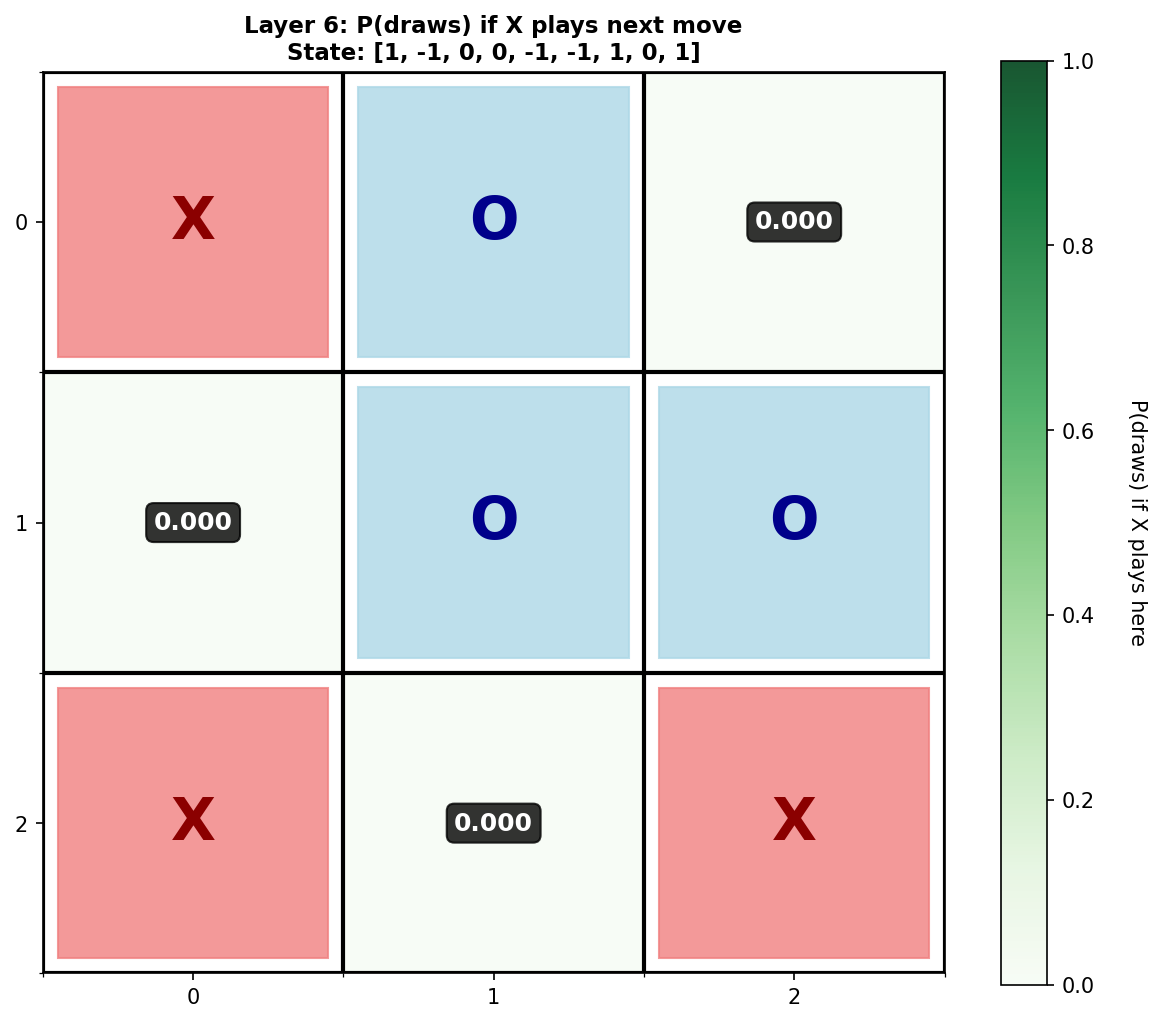 Layer 6: P(draws) if X plays next move
State: [1, -1, 0, 0, -1, -1, 1, 0, 1]
X
O
0.000
0
0.000
O
O
1
X
0.000
X
2
0
1
2
1.0
0.8
0.6
0.4
0.2
0.0
P(draws) if X plays here